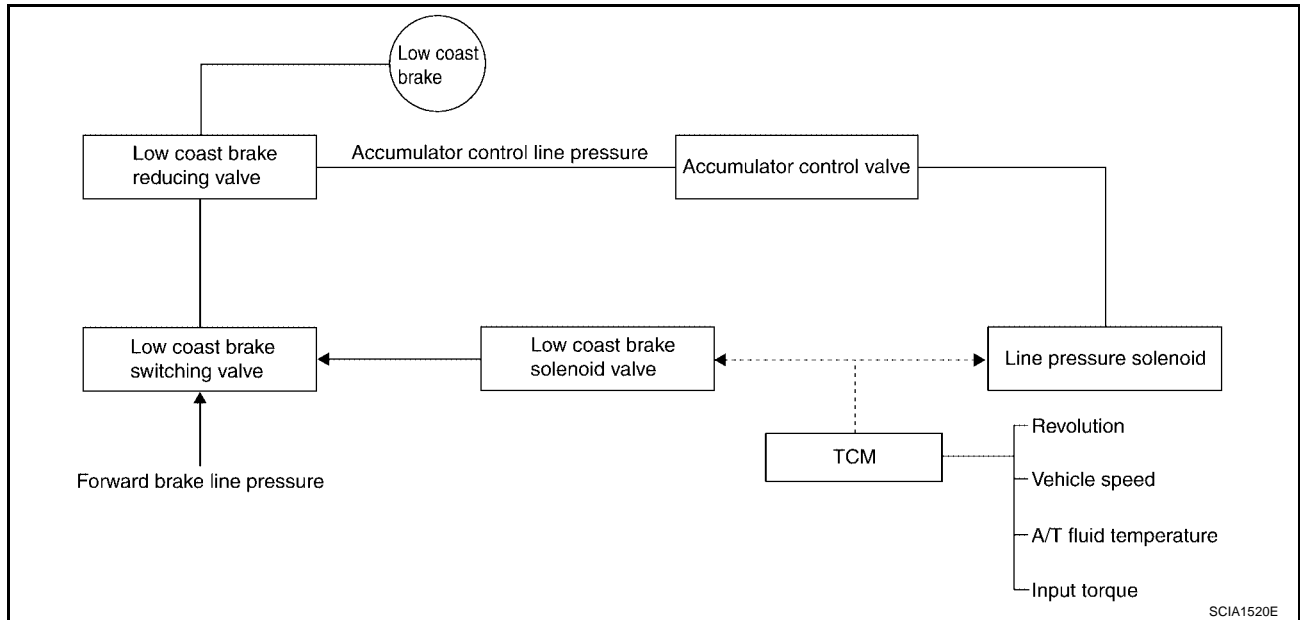 Low coast
brake
Low coast brake
reducing valve
Accumulator control line pressure
Accumulator control valve
Low coast brake
switching valve
Low coast brake
solenoid valve
Line pressure solenoid
Forward brake line pressure
TCM
Revolution
Vehicle speed
A/T fluid temperature
Input torque
SCIA1520E